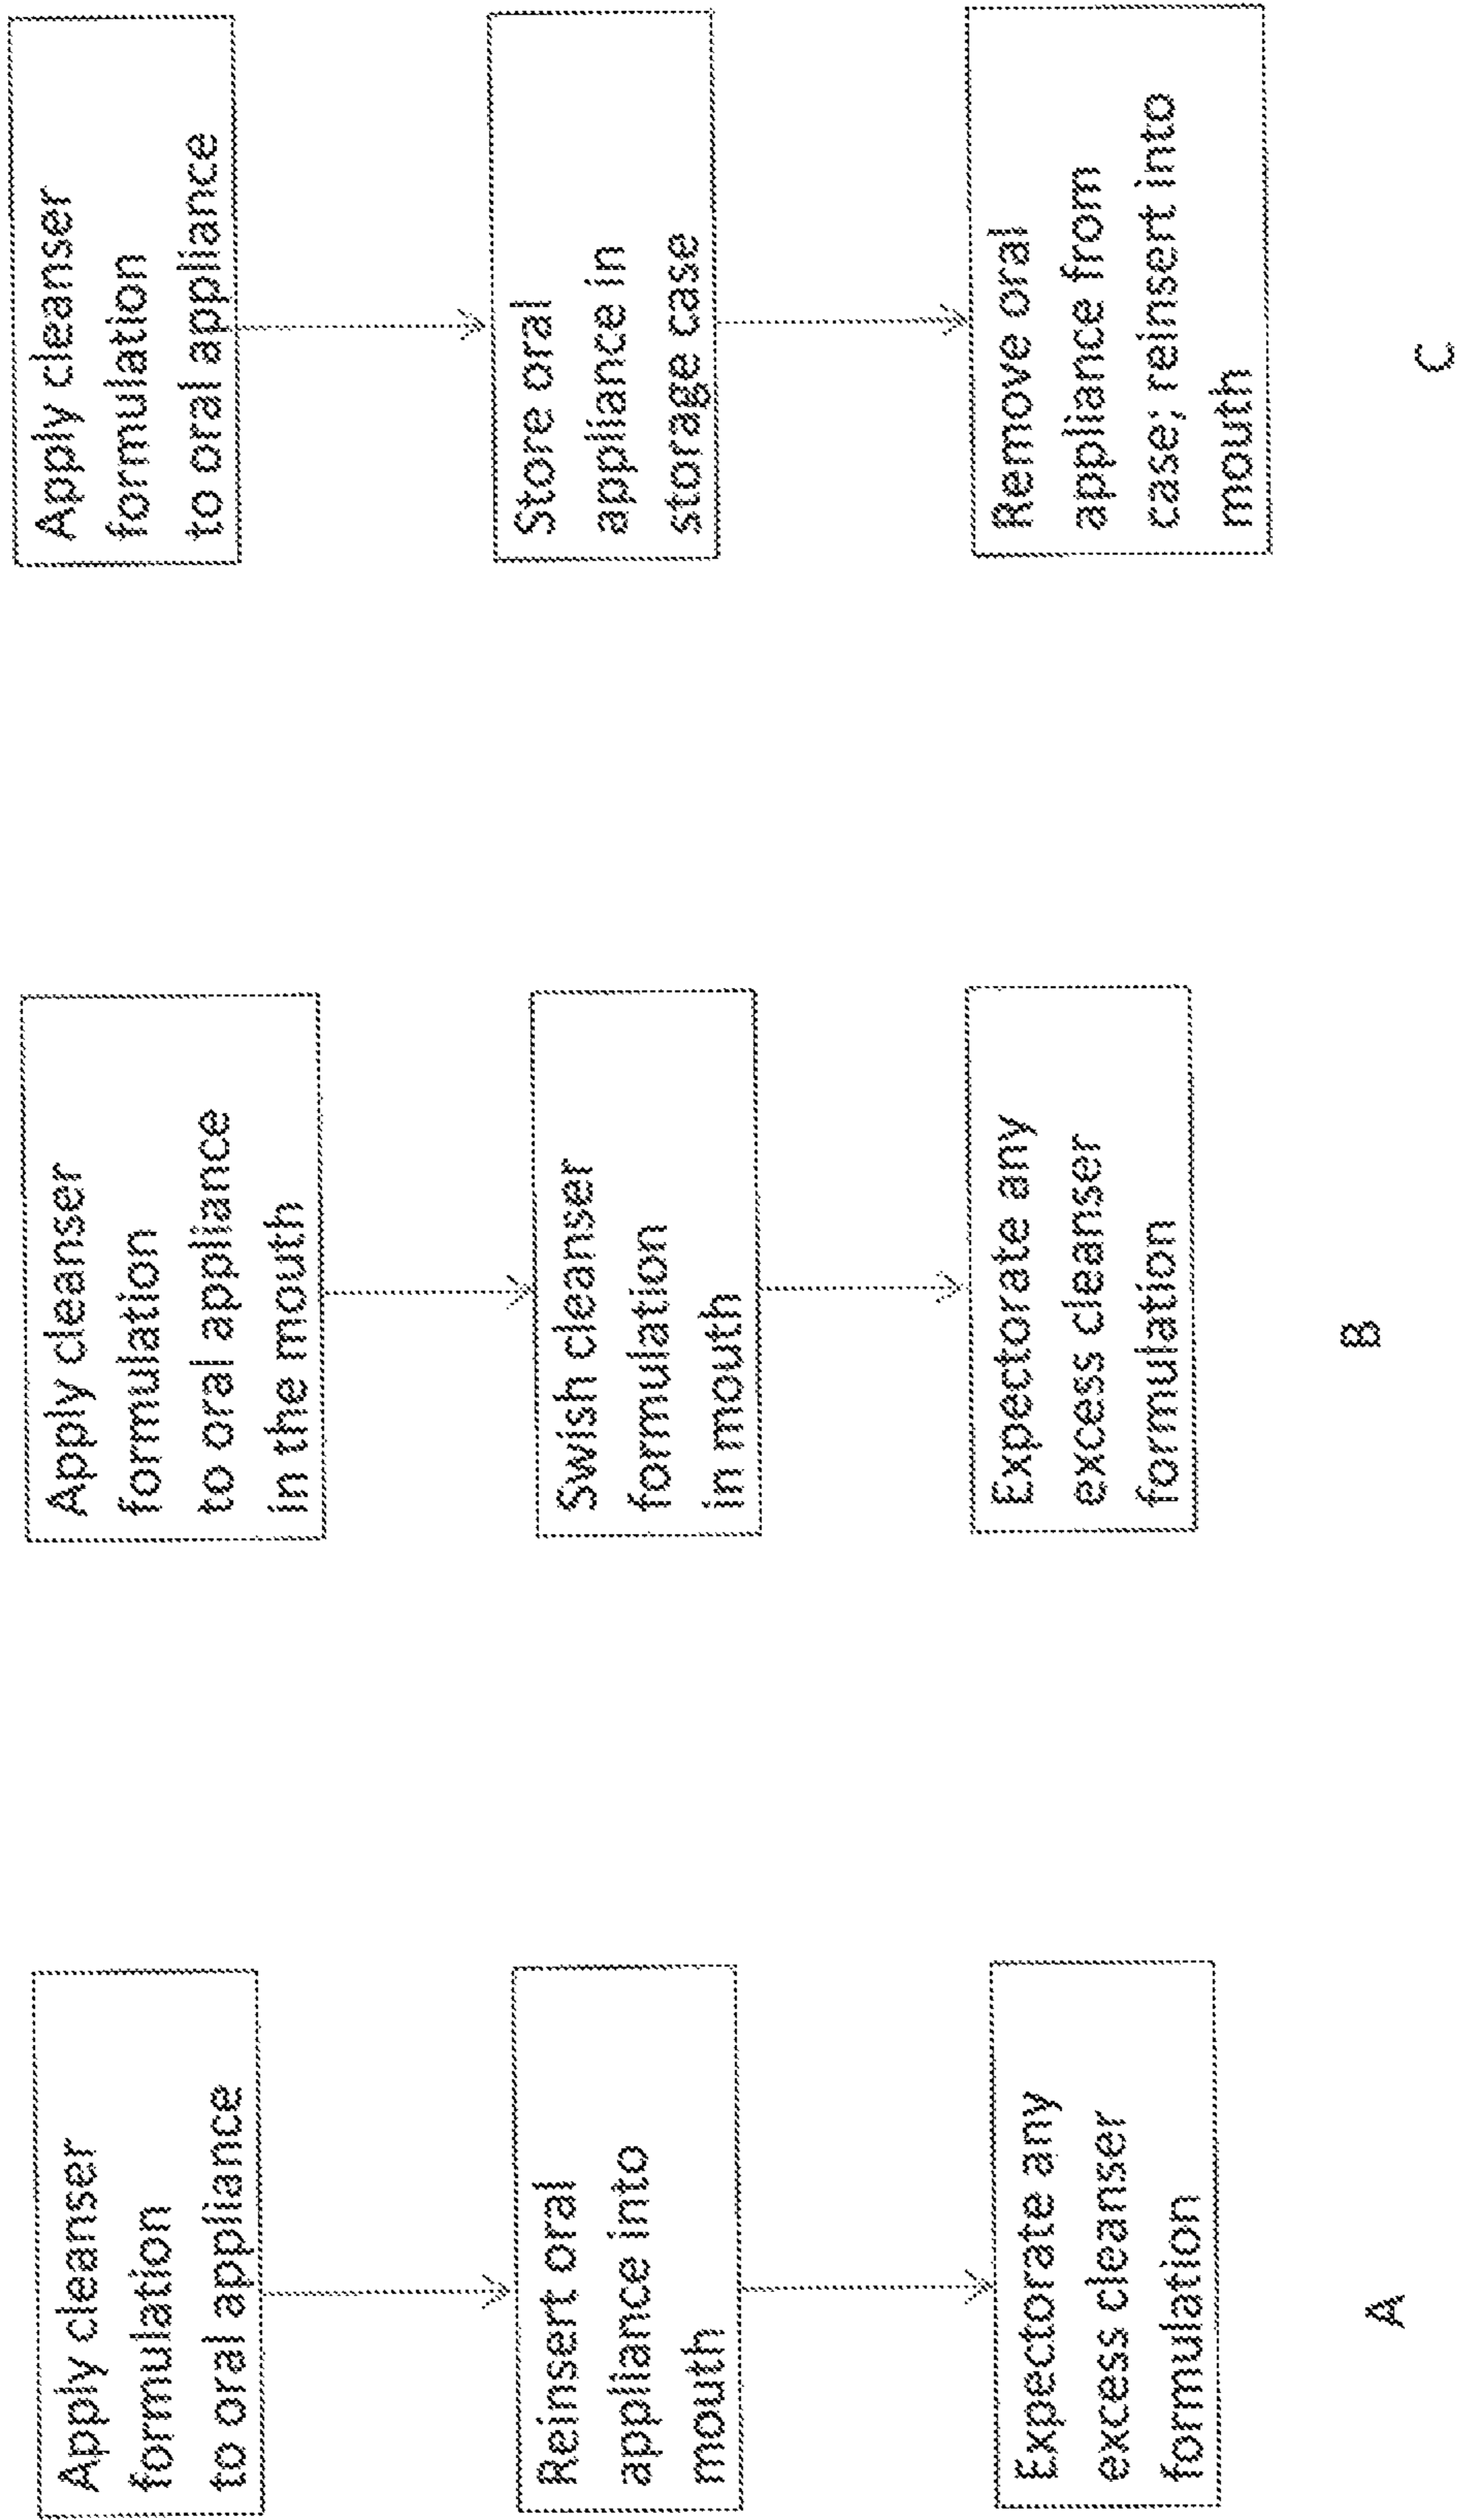 Apply cleanser
formulation
to oral appliance
Reinsert oral
appliance into
mouth
Expectorate any
excess cleanser
formulation
A
Apply cleanser
formulation
to oral appliance
in the mouth
Swish cleanser
formulation
in mouth
Expectorate any
excess cleanser
formulation
B
Apply cleanser
formulation
to oral appliance
Store oral
appliance in
storage case
Remove oral
appliance from
case; reinsert into
mouth
C